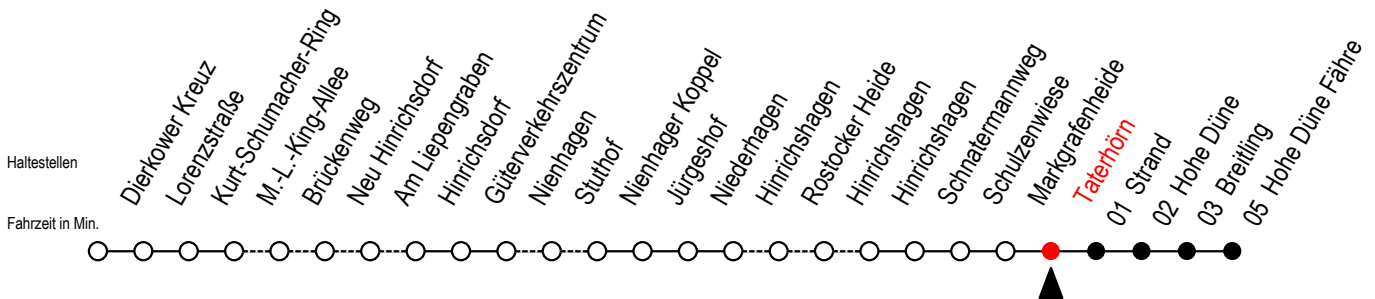 Haltestellen
Fahrzeit in Min.
Dierkower Kreuz
Lorenzstraße
Kurt-Schumacher-Ring
M.-L.-King-Allee
Brückenweg
Neu Hinrichsdorf
Am Liepengraben
Hinrichsdorf
Güterverkehrszentrum
Nienhagen
Stuthof
Nienhager Koppel
Jürgeshof
Niederhagen
Hinrichshagen
Rostocker Heide
Hinrichshagen
Hinrichshagen
Schnatermannweg
Schulzenwiese
Markgrafenheide
Taterhörn
01 Strand
02 Hohe Düne
03 Breitling
05 Hohe Düne Fähre